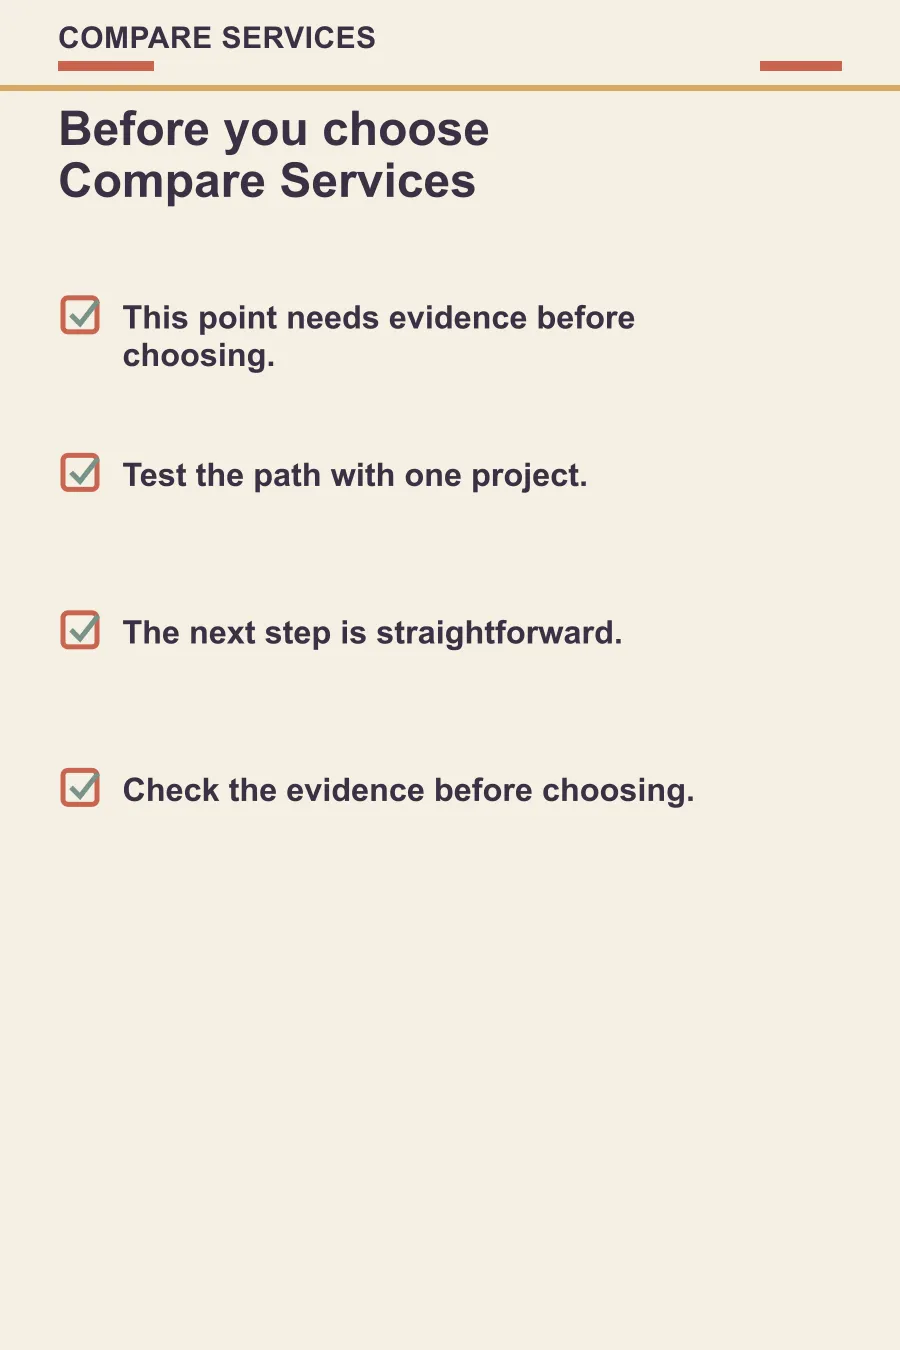 COMPARE SERVICES
Before you choose
Compare Services
This point needs evidence before
choosing.
Test the path with one project.
The next step is straightforward.
Check the evidence before choosing.